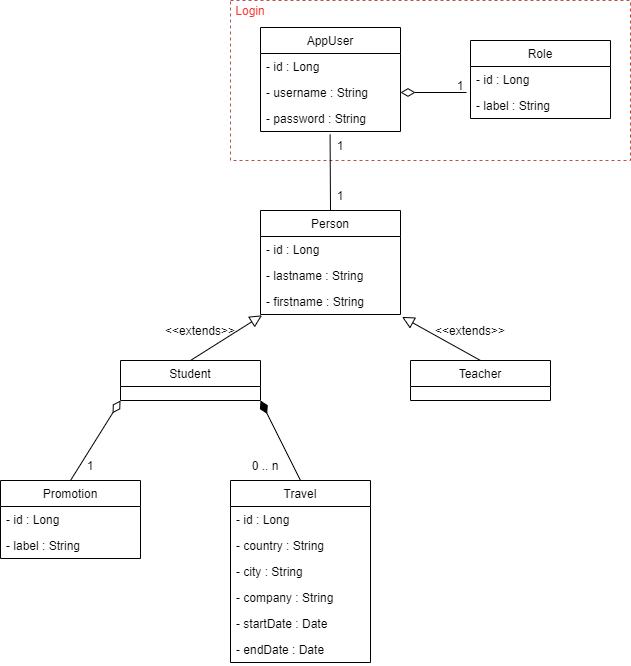 Login
AppUser
- id : Long
- username : String
- password : String
Role
- id : Long
- label : String
1
1
1
Person
- id : Long
- lastname : String
- firstname : String
<<extends>>
<<extends>>
Student
Teacher
1
0 .. n
Promotion
- id : Long
- label : String
Travel
- id : Long
- country : String
- city : String
- company : String
- startDate : Date
- endDate : Date